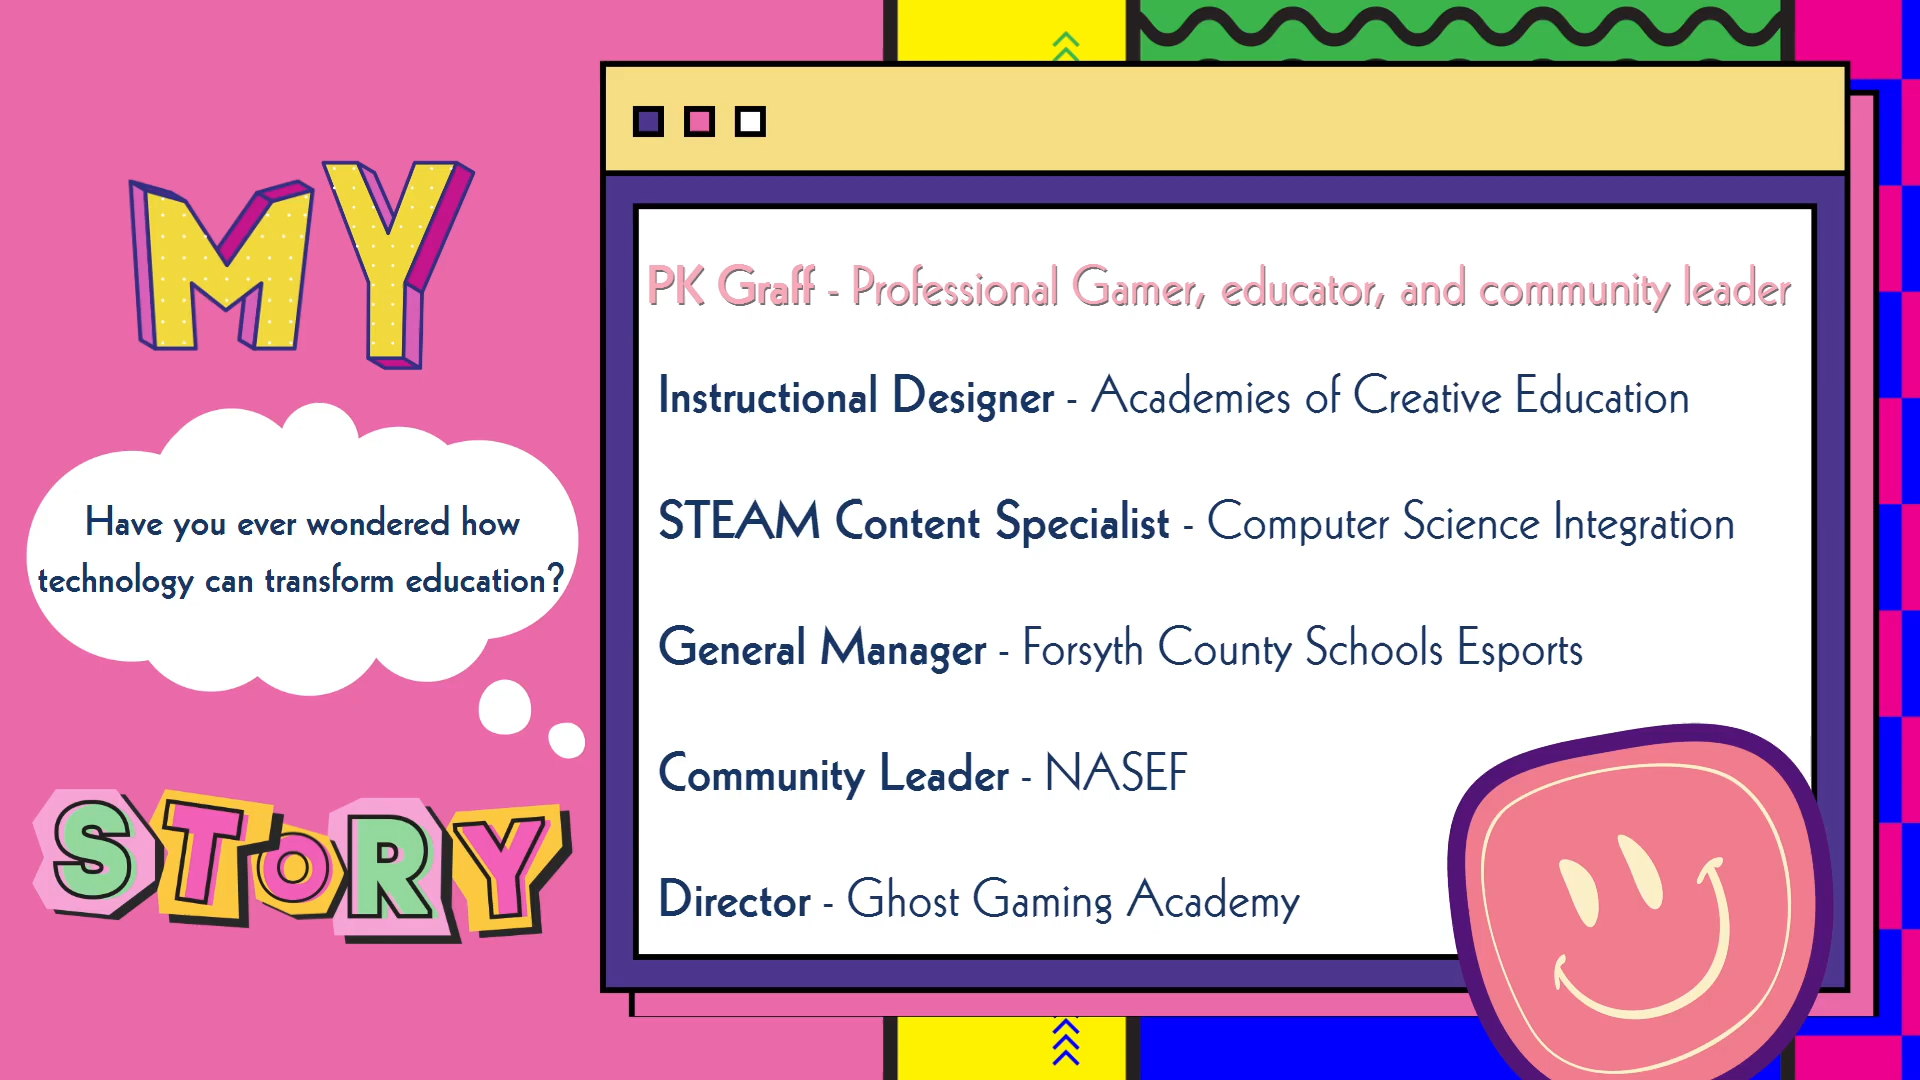 MY
Have you ever wondered how
technology can transform education?
STORY
PK Graff - Professional Gamer, educator, and community leader
Instructional Designer - Academies of Creative Education
STEAM Content Specialist - Computer Science Integration
General Manager - Forsyth County Schools Esports
Community Leader - NASEF
Director - Ghost Gaming Academy